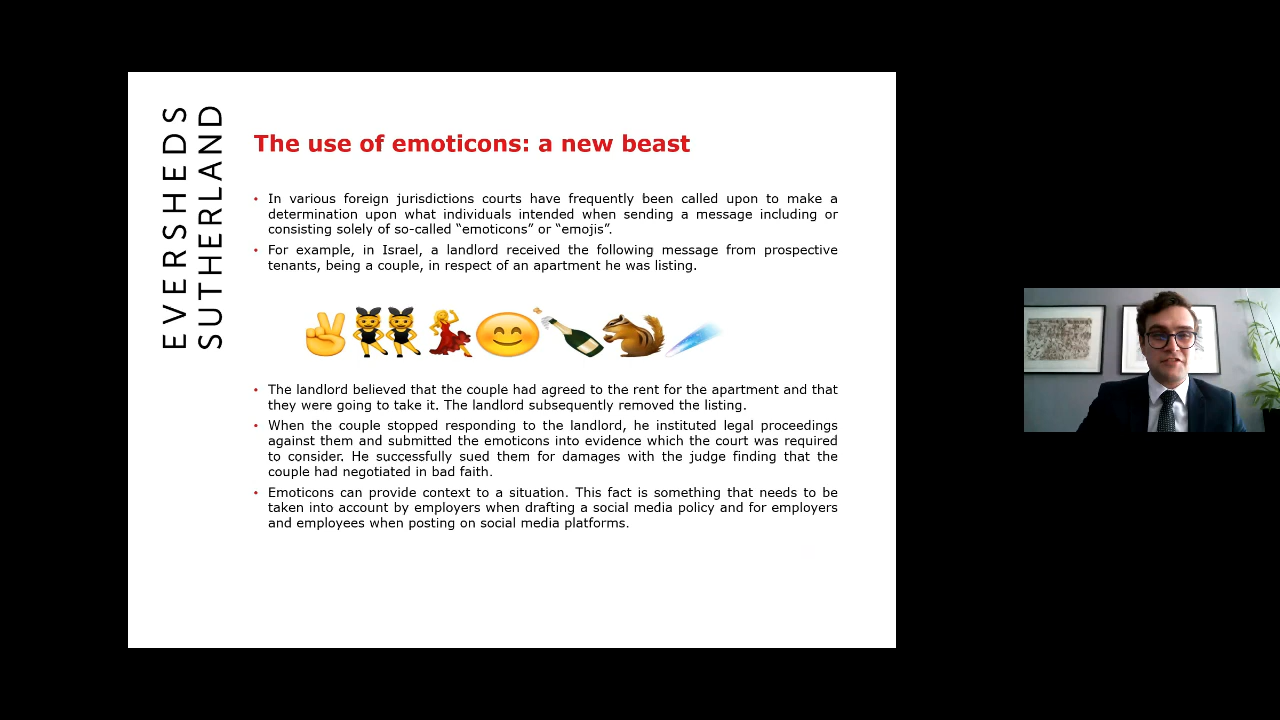 EVERSHEDS
SUTHERLAND
The use of emoticons: a new beast
• In various foreign jurisdictions courts have frequently been called upon to make a
determination upon what individuals intended when sending a message including or
consisting solely of so-called “emoticons” or “emojis”.
• For example, in Israel, a landlord received the following message from prospective
tenants, being a couple, in respect of an apartment he was listing.
• The landlord believed that the couple had agreed to the rent for the apartment and that
they were going to take it. The landlord subsequently removed the listing.
• When the couple stopped responding to the landlord, he instituted legal proceedings
against them and submitted the emoticons into evidence which the court was required
to consider. He successfully sued them for damages with the judge finding that the
couple had negotiated in bad faith.
• Emoticons can provide context to a situation. This fact is something that needs to be
taken into account by employers when drafting a social media policy and for employers
and employees when posting on social media platforms.